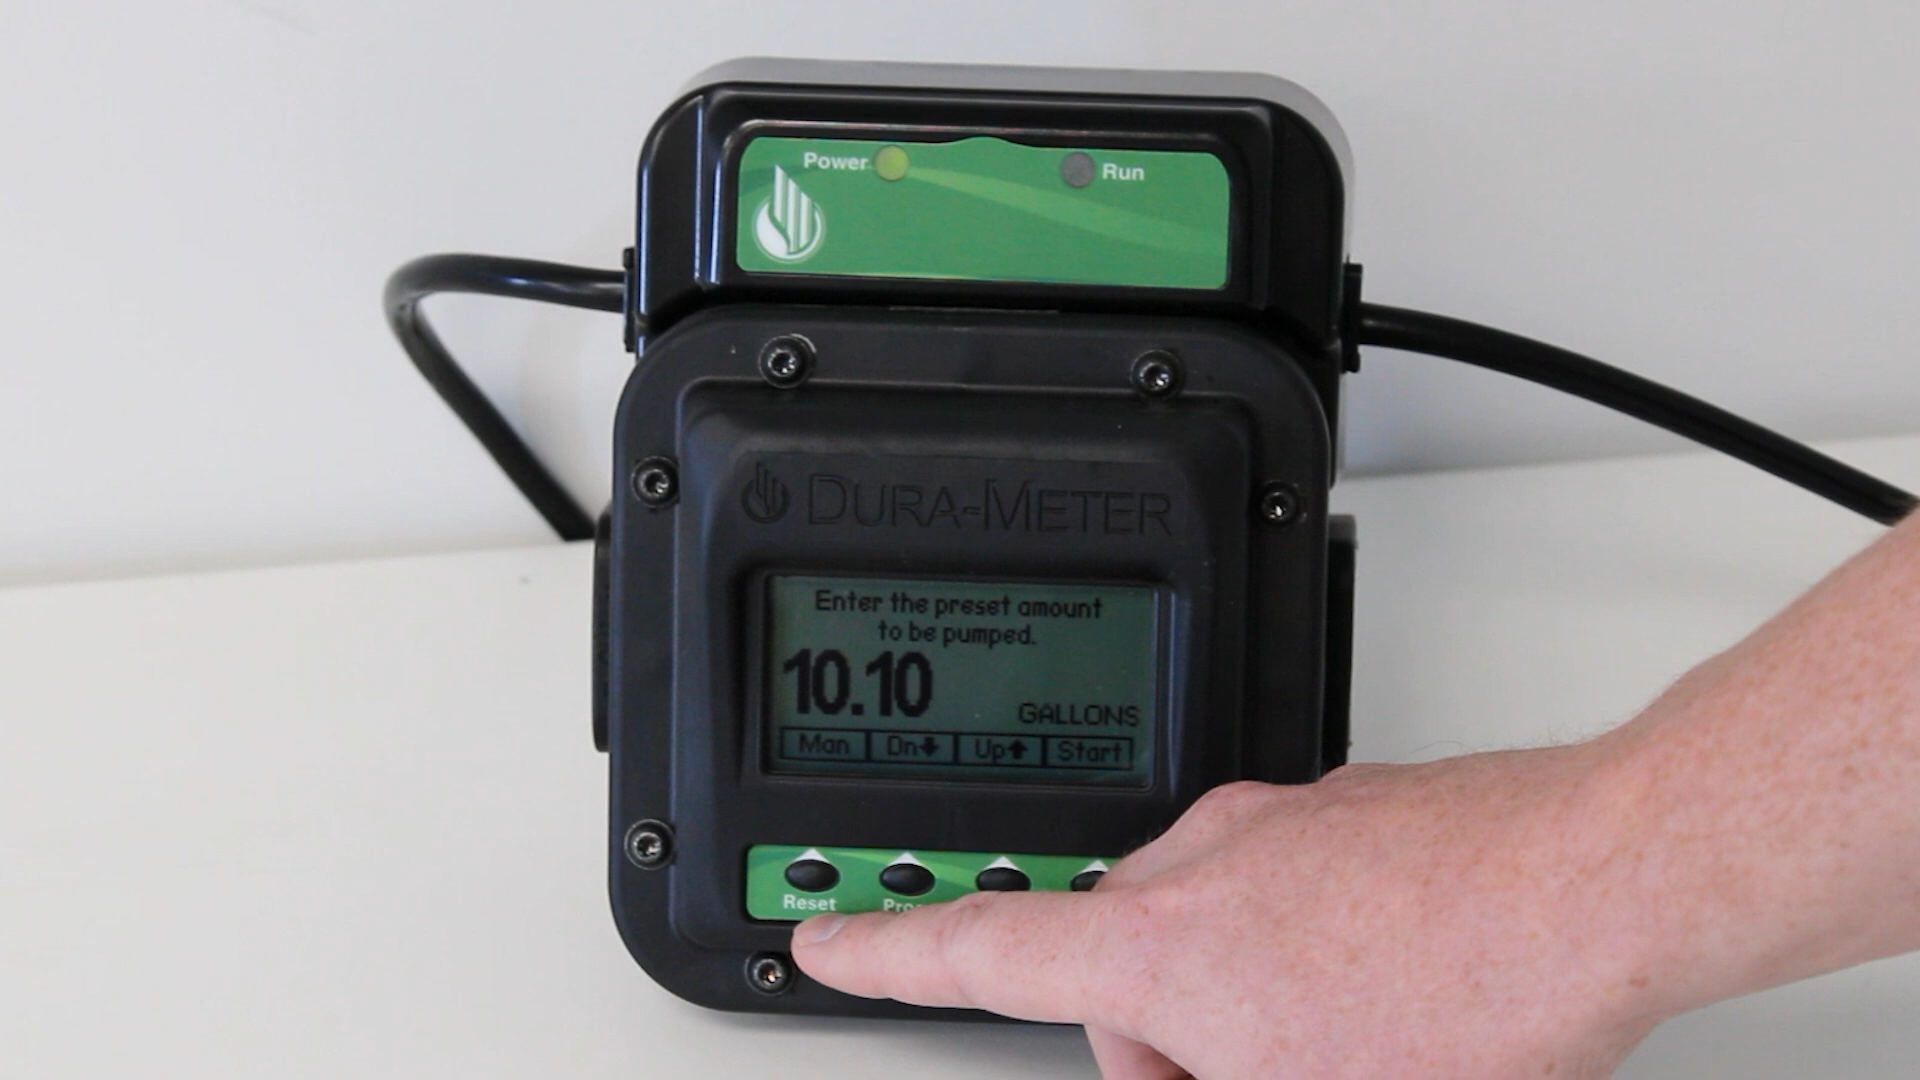 Power Run
DURA-METER
Enter the preset amount
to be pumped.
10.10 GALLONS
Man Dn Up Start
Reset